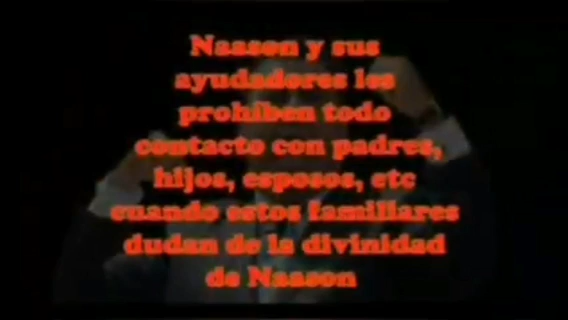 Naason y sus
ayudadores les
prohiben todo
contacto con padres,
hijos, esposos, etc
cuando estos familiares
dudan de la divinidad
de Naason